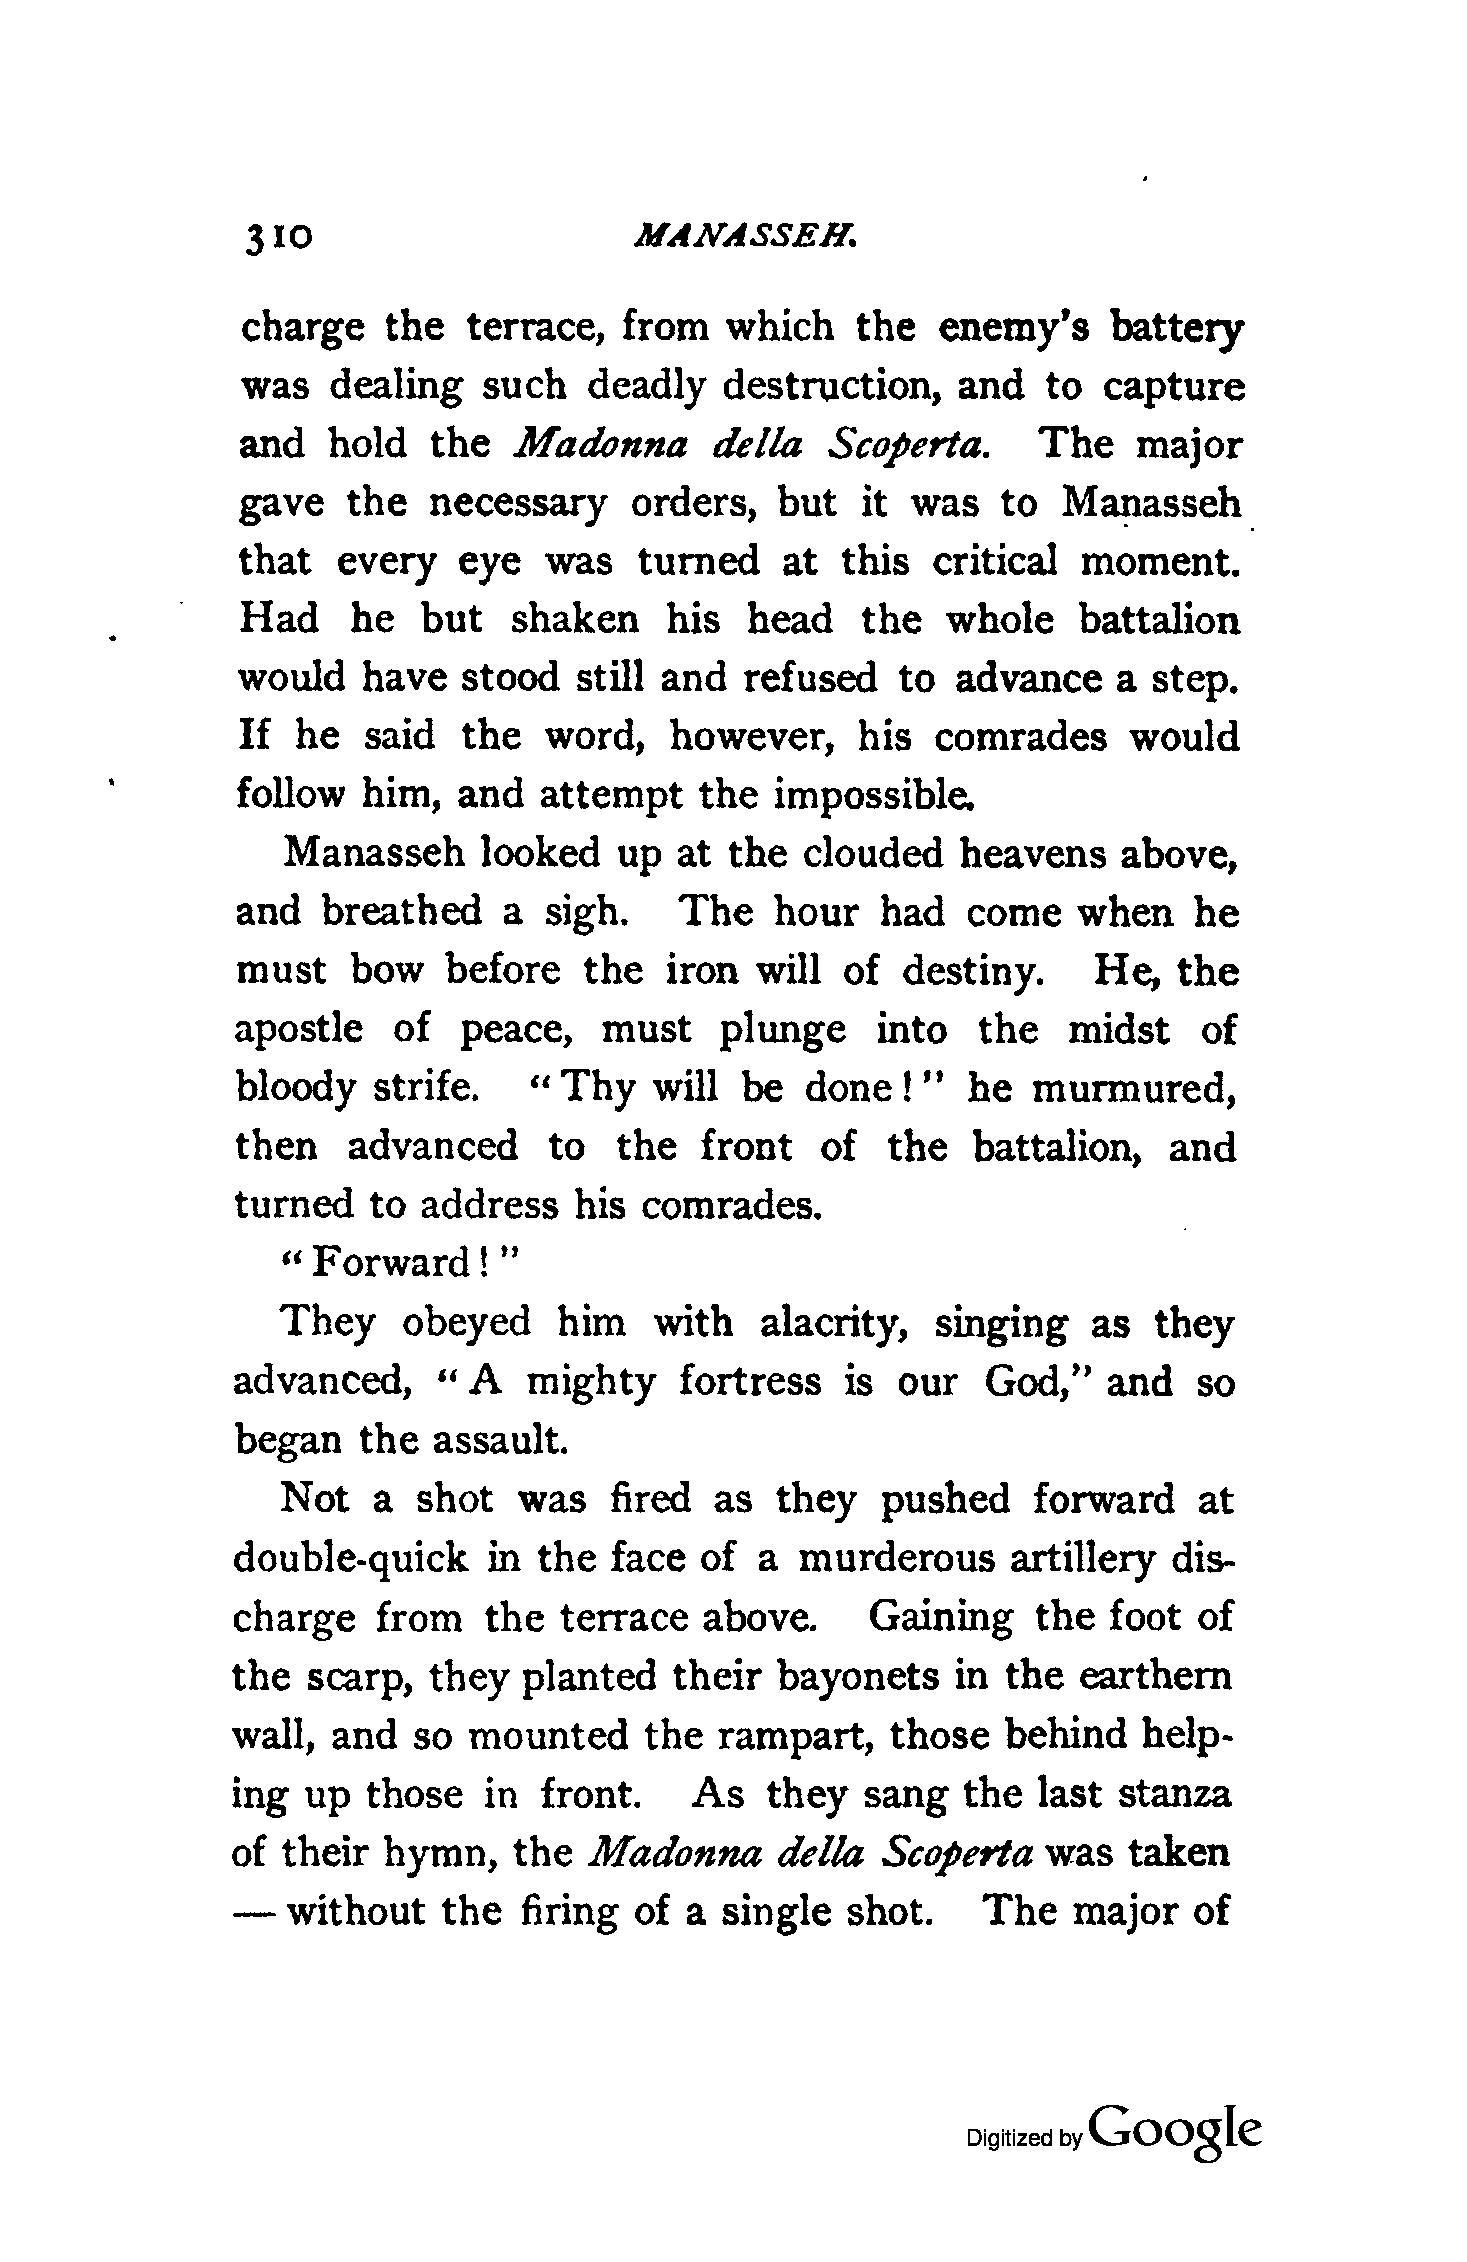 310 MANASSEH.
charge the terrace, from which the enemy's battery
was dealing such deadly destruction, and to capture
and hold the Madonna della Scoperta. The major
gave the necessary orders, but it was to Manasseh
that every eye was turned at this critical moment.
Had he but shaken his head the whole battalion
would have stood still and refused to advance a step.
If he said the word, however, his comrades would
follow him, and attempt the impossible.
Manasseh looked up at the clouded heavens above,
and breathed a sigh. The hour had come when he
must bow before the iron will of destiny. He, the
apostle of peace, must plunge into the midst of
bloody strife. "Thy will be done!" he murmured,
then advanced to the front of the battalion, and
turned to address his comrades.
"Forward!"
They obeyed him with alacrity, singing as they
advanced, "A mighty fortress is our God," and so
began the assault.
Not a shot was fired as they pushed forward at
double-quick in the face of a murderous artillery dis-
charge from the terrace above. Gaining the foot of
the scarp, they planted their bayonets in the earthern
wall, and so mounted the rampart, those behind help-
ing up those in front. As they sang the last stanza
of their hymn, the Madonna della Scoperta was taken
— without the firing of a single shot. The major of
Digitized by Google